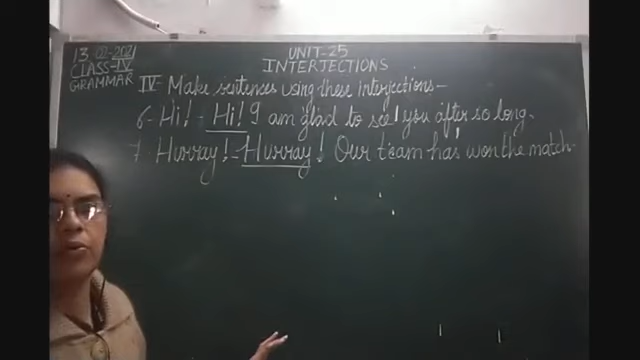 13.02-2021
UNIT-25
CLASS-IV
INTERJECTIONS
GRAMMAR
IV- Make sentences using these interjections-
6- Hi! - Hi! I am glad to see you after so long.
7. Hurray! - Hurray! Our team has won the match.